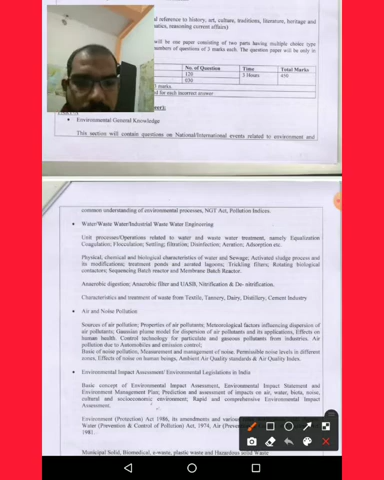 al reference to history, art, culture, traditions, literature, heritage and
matics, reasoning current affairs)
will be one paper consisting of two parts having multiple choice type
numbers of questions of 3 marks each. The question paper will be only in
No. of Question Time Total Marks
120 3 Hours 450
030
3 marks
d for each incorrect answer
• Environmental General Knowledge
This section will contain questions on National/International events related to environment and
common understanding of environmental processes, NGT Act, Pollution Indices.
• Water/Waste Water/Industrial Waste Water Engineering
Unit processes/Operations related to water and waste water treatment, namely Equalization
Coagulation; Flocculation; Settling; filtration; Disinfection; Aeration; Adsorption etc.
Physical, chemical and biological characteristics of water and Sewage; Activated sludge process and
its modifications; treatment ponds and aerated lagoons; Trickling filters; Rotating biological
contactors; Sequencing Batch reactor and Membrane Batch Reactor.
Anaerobic digestion; Anaerobic filter and UASB, Nitrification & De-nitrification.
Characteristics and treatment of waste from Textile, Tannery, Dairy, Distillery, Cement Industry
• Air and Noise Pollution
Sources of air pollution; Properties of air pollutants; Meteorological factors influencing dispersion of
air pollutants; Gaussian plume model for dispersion of air pollutants and its applications, Effects on
human health. Control technology for particulate and gaseous pollutants from industries. Air
pollution due to Automobiles and emission control;
Basis of noise pollution, Measurement and management of noise. Permissible noise levels in different
zones, Effects of noise on human beings, Ambient Air Quality standards & Air Quality Index.
• Environmental Impact Assessment/ Environmental Legislations in India
Basic concept of Environmental Impact Assessment, Environmental Impact Statement and
Environment Management Plan; Prediction and assessment of impacts on air, water, biota, noise,
cultural and socioeconomic environment; Rapid and comprehensive Environmental Impact
Assessment.
Environment (Protection) Act 1986, its amendments and
Water (Prevention & Control of Pollution) Act, 1974, Air
1981
Municipal Solid, Biomedical, e-waste, plastic waste and Hazardous solid Waste